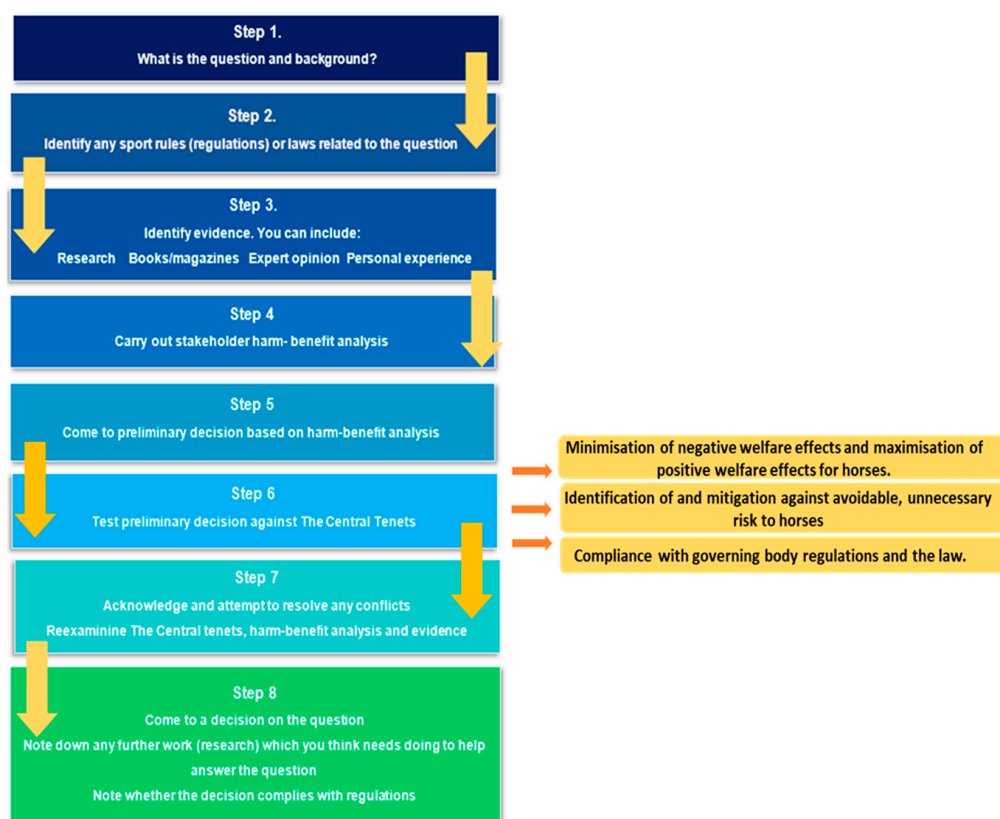 Step 1.
What is the question and background?
Step 2.
Identify any sport rules (regulations) or laws related to the question
Step 3.
Identify evidence. You can include:
Research Books/magazines Expert opinion Personal experience
Step 4
Carry out stakeholder harm- benefit analysis
Step 5
Come to preliminary decision based on harm-benefit analysis
Step 6
Test preliminary decision against The Central Tenets
Step 7
Acknowledge and attempt to resolve any conflicts
Reexaminine The Central tenets, harm-benefit analysis and evidence
Step 8
Come to a decision on the question
Note down any further work (research) which you think needs doing to help
answer the question
Note whether the decision complies with regulations
Minimisation of negative welfare effects and maximisation of
positive welfare effects for horses.
Identification of and mitigation against avoidable, unnecessary
risk to horses
Compliance with governing body regulations and the law.